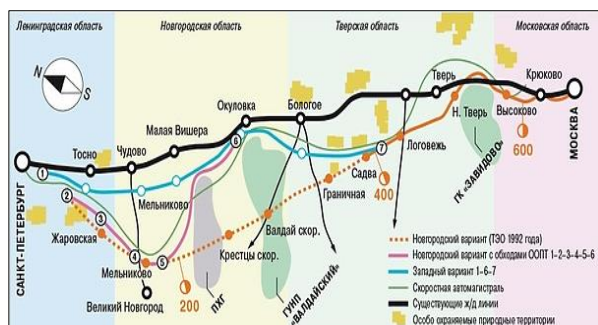 Ленинградская область
Новгородская область
Тверская область
Московская область
N
S
САНКТ-ПЕТЕРБУРГ
Тосно
Чудово
Малая Вишера
Окуловка
Бологое
Тверь
Крюково
МОСКВА
Высоково
600
Н. Тверь
ГК «ЗАВИДОВО»
Логовежь
7
Садва
400
Граничная
1
2
3
4
5
6
Мельниково
Жаровская
Мельниково
Великий Новгород
200
ПХГ
Крестцы скор.
Валдай скор.
ГУНП «ВАЛДАЙСКИЙ»
Новгородский вариант (ТЭО 1992 года)
Новгородский вариант с обходами ООПТ 1–2–3–4–5–6
Западный вариант 1–6–7
Скоростная автомагистраль
Существующие ж/д линии
Особо охраняемые природные территории